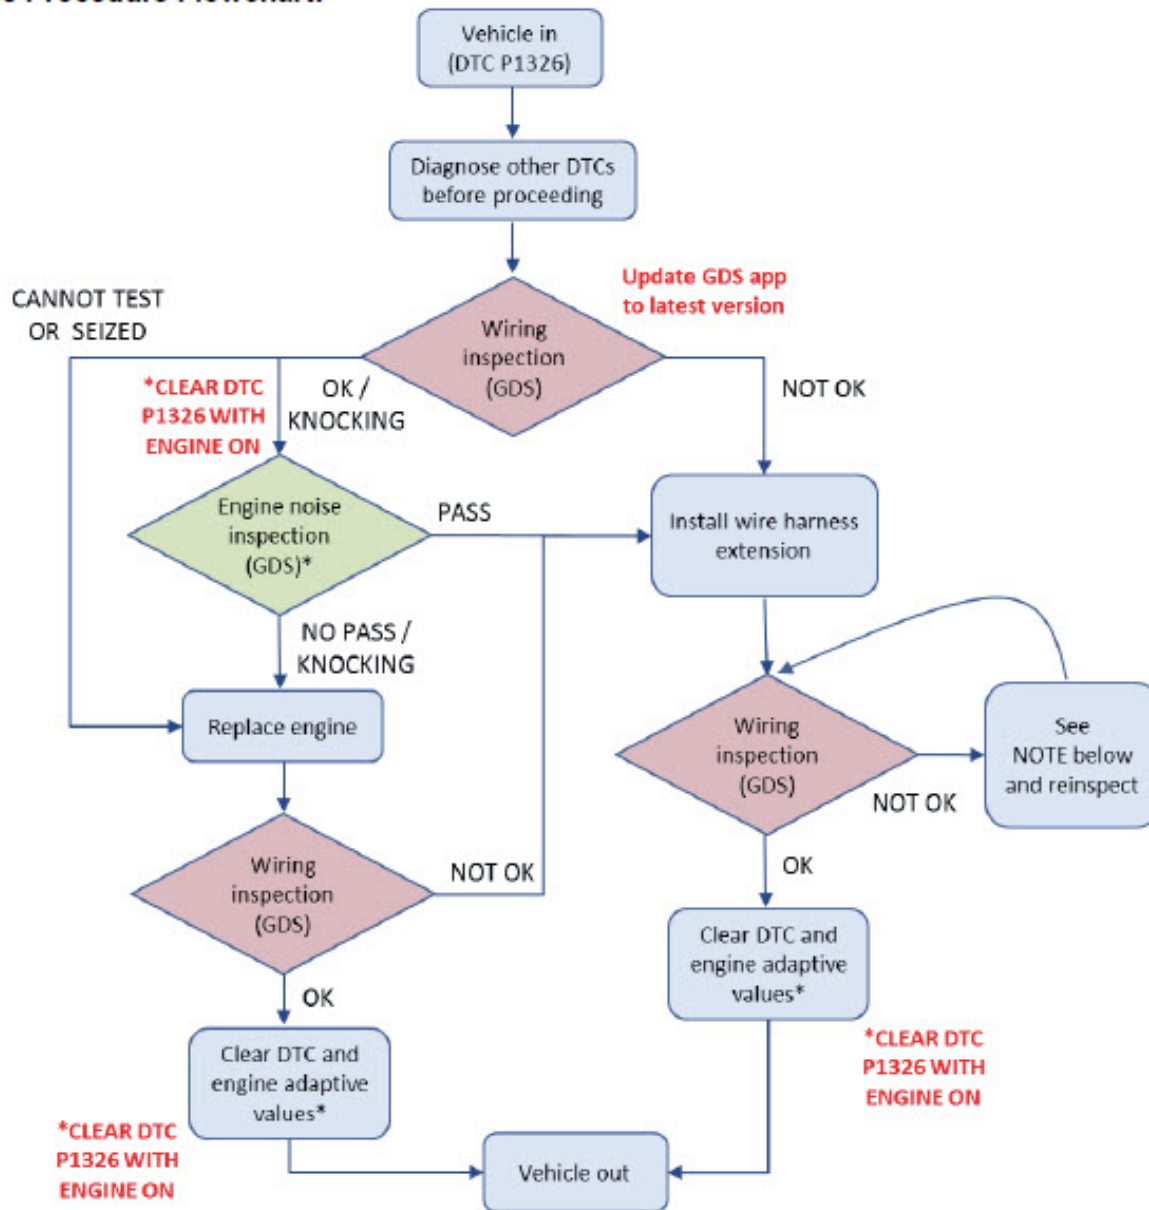 Vehicle in
(DTC P1326)
Diagnose other DTCs
before proceeding
Update GDS app
to latest version
CANNOT TEST
OR SEIZED
Wiring
inspection
(GDS)
*CLEAR DTC
P1326 WITH
ENGINE ON
OK /
KNOCKING
NOT OK
Engine noise
inspection
(GDS)*
PASS
Install wire harness
extension
NO PASS /
KNOCKING
Replace engine
Wiring
inspection
(GDS)
NOT OK
See
NOTE below
and reinspect
Wiring
inspection
(GDS)
NOT OK
OK
Clear DTC and
engine adaptive
values*
OK
*CLEAR DTC
P1326 WITH
ENGINE ON
Clear DTC and
engine adaptive
values*
*CLEAR DTC
P1326 WITH
ENGINE ON
Vehicle out